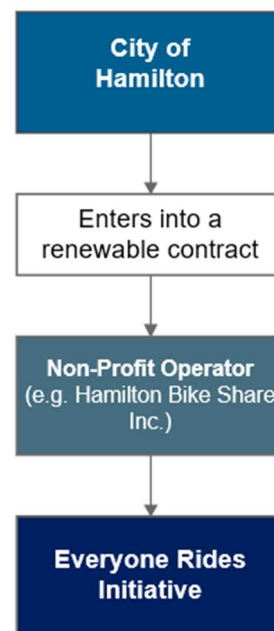 City of
Hamilton
Enters into a
renewable contract
Non-Profit Operator
(e.g. Hamilton Bike Share
Inc.)
Everyone Rides
Initiative